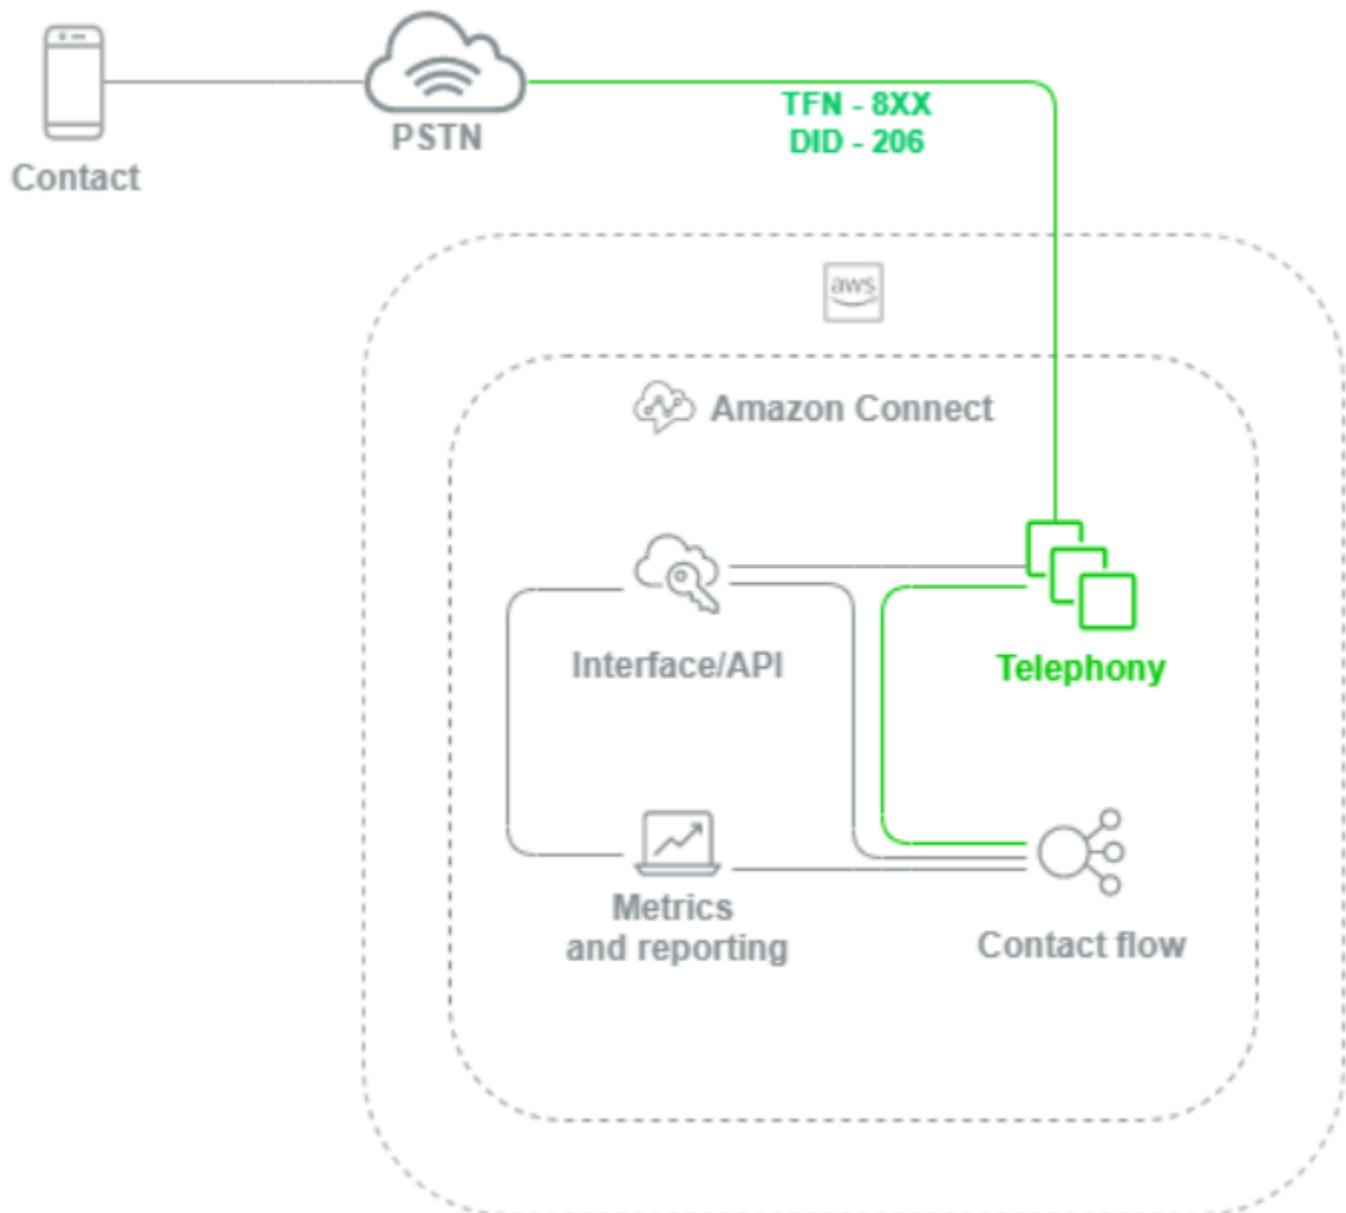 TFN - 8XX
DID - 206
PSTN
Contact
aws
Amazon Connect
Interface/API
Telephony
Metrics
and reporting
Contact flow